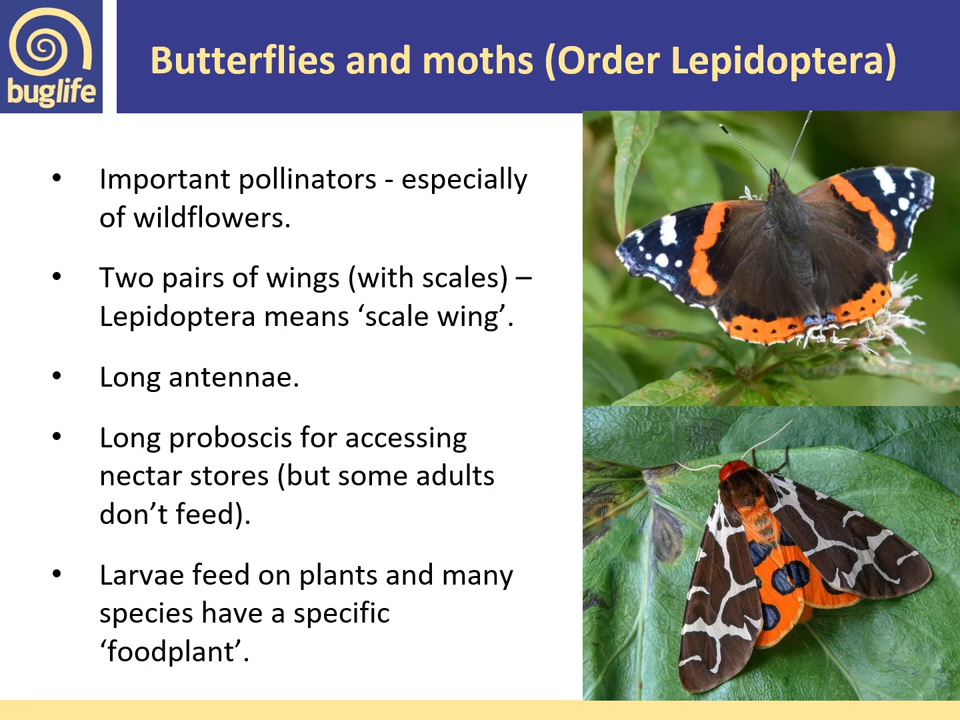 buglife
Butterflies and moths (Order Lepidoptera)
• Important pollinators - especially
of wildflowers.
• Two pairs of wings (with scales) –
Lepidoptera means ‘scale wing’.
• Long antennae.
• Long proboscis for accessing
nectar stores (but some adults
don’t feed).
• Larvae feed on plants and many
species have a specific
‘foodplant’.